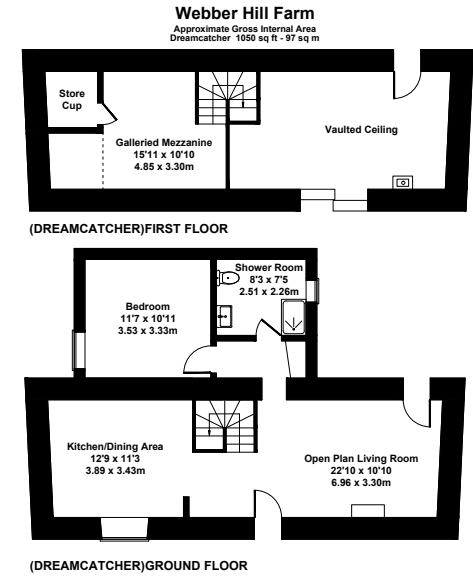 Webber Hill Farm
Approximate Gross Internal Area
Dreamcatcher 1050 sq ft - 97 sq m
Store
Cup
Galleried Mezzanine
15'11 x 10'10
4.85 x 3.30m
Vaulted Ceiling
(DREAMCATCHER)FIRST FLOOR
Shower Room
8'3 x 7'5
2.51 x 2.26m
Bedroom
11'7 x 10'11
3.53 x 3.33m
Kitchen/Dining Area
12'9 x 11'3
3.89 x 3.43m
Open Plan Living Room
22'10 x 10'10
6.96 x 3.30m
(DREAMCATCHER)GROUND FLOOR